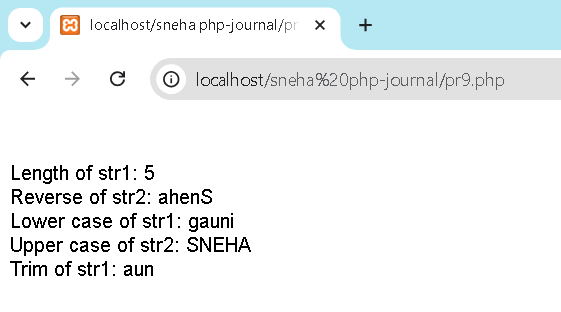 localhost/sneha php-journal/pr
localhost/sneha%20php-journal/pr9.php
Length of str1: 5
Reverse of str2: ahenS
Lower case of str1: gauni
Upper case of str2: SNEHA
Trim of str1: aun